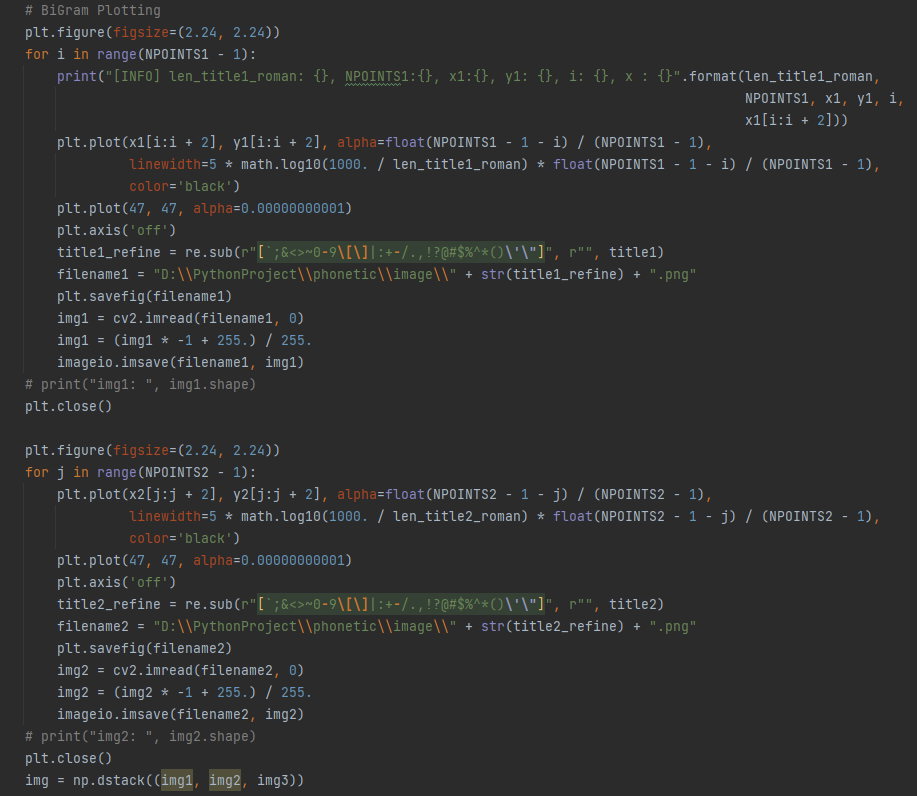 # BiGram Plotting
plt.figure(figsize=(2.24, 2.24))
for i in range(NPOINTS1 - 1):
    print("[INFO] len_title1_roman: {}, NPOINTS1:{}, x1:{}, y1: {}, i: {}, x : {}".format(len_title1_roman,
                                                                                          NPOINTS1, x1, y1, i,
                                                                                          x1[i:i + 2]))
    plt.plot(x1[i:i + 2], y1[i:i + 2], alpha=float(NPOINTS1 - 1 - i) / (NPOINTS1 - 1),
             linewidth=5 * math.log10(1000. / len_title1_roman) * float(NPOINTS1 - 1 - i) / (NPOINTS1 - 1),
             color='black')
    plt.plot(47, 47, alpha=0.00000000001)
    plt.axis('off')
    title1_refine = re.sub(r"[`;&<>~0-9\[\]|:+-/.,!?@#$%^*()\'\"]", r"", title1)
    filename1 = "D:\\PythonProject\\phonetic\\image\\" + str(title1_refine) + ".png"
    plt.savefig(filename1)
    img1 = cv2.imread(filename1, 0)
    img1 = (img1 * -1 + 255.) / 255.
    imageio.imsave(filename1, img1)
# print("img1: ", img1.shape)
plt.close()

plt.figure(figsize=(2.24, 2.24))
for j in range(NPOINTS2 - 1):
    plt.plot(x2[j:j + 2], y2[j:j + 2], alpha=float(NPOINTS2 - 1 - j) / (NPOINTS2 - 1),
             linewidth=5 * math.log10(1000. / len_title2_roman) * float(NPOINTS2 - 1 - j) / (NPOINTS2 - 1),
             color='black')
    plt.plot(47, 47, alpha=0.00000000001)
    plt.axis('off')
    title2_refine = re.sub(r"[`;&<>~0-9\[\]|:+-/.,!?@#$%^*()\'\"]", r"", title2)
    filename2 = "D:\\PythonProject\\phonetic\\image\\" + str(title2_refine) + ".png"
    plt.savefig(filename2)
    img2 = cv2.imread(filename2, 0)
    img2 = (img2 * -1 + 255.) / 255.
    imageio.imsave(filename2, img2)
# print("img2: ", img2.shape)
plt.close()
img = np.dstack((img1, img2, img3))